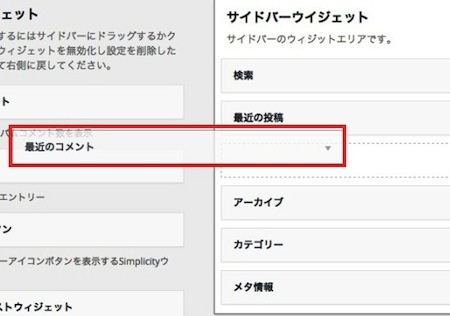 ェット
するにはサイドバーにドラッグするかク
ウィジェットを無効化し設定を削除した
て右側に戻してください。
ト
バムコメント数を表示
最近のコメント
エントリー
ン
ーアイコンボタンを表示するSimplicityウ
ストウィジェット
サイドバーウイジェット
サイドバーのウィジットエリアです。
検索
最近の投稿
アーカイブ
カテゴリー
メタ情報